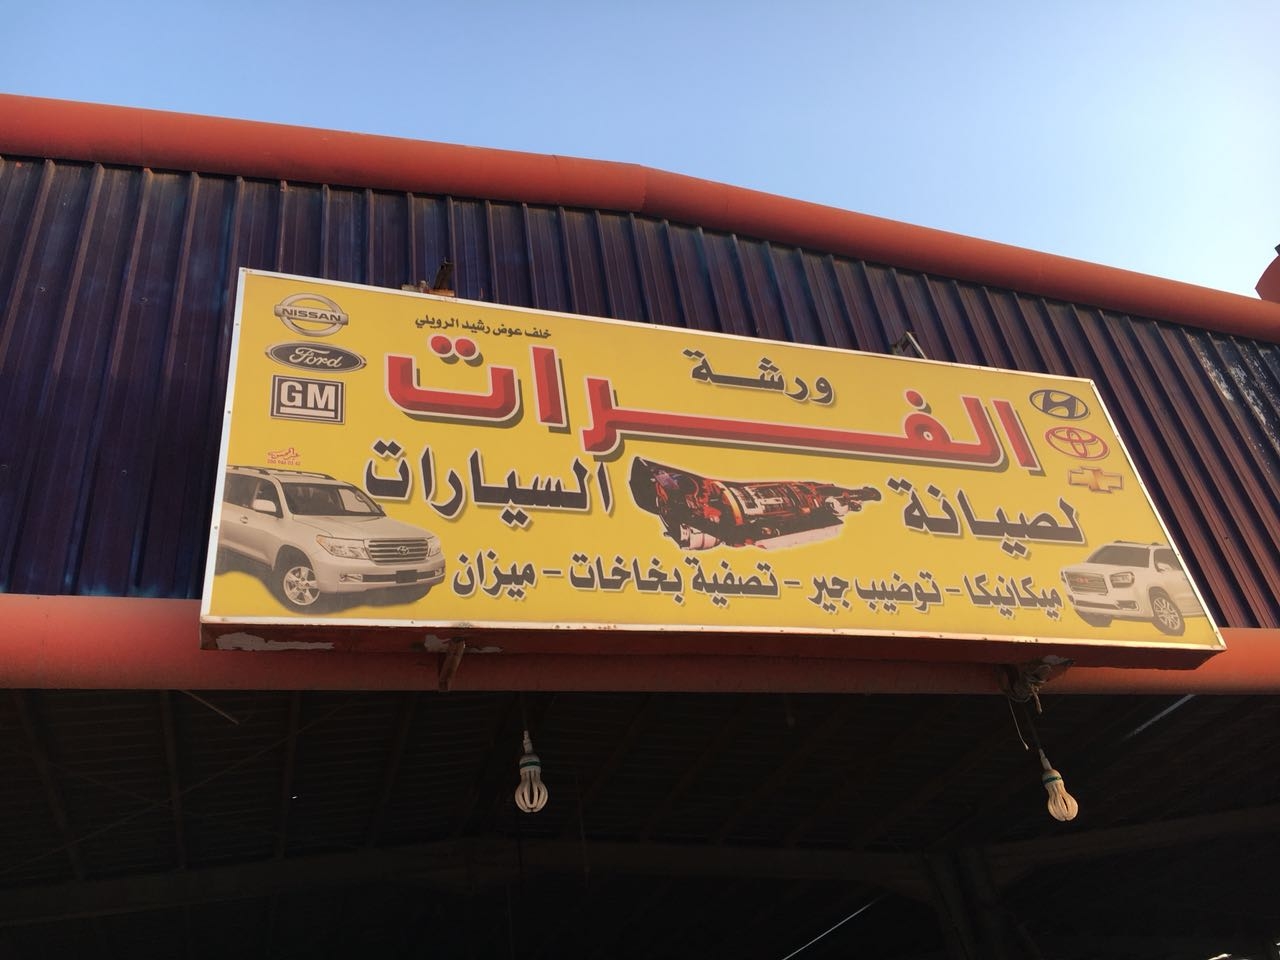 خلف عوض رشيد الرويلي
ورشة
الفرات
لصيانة السيارات
ميكانيكا - توضيب جير - تصفية بخاخات - ميزان
NISSAN
Ford
GM